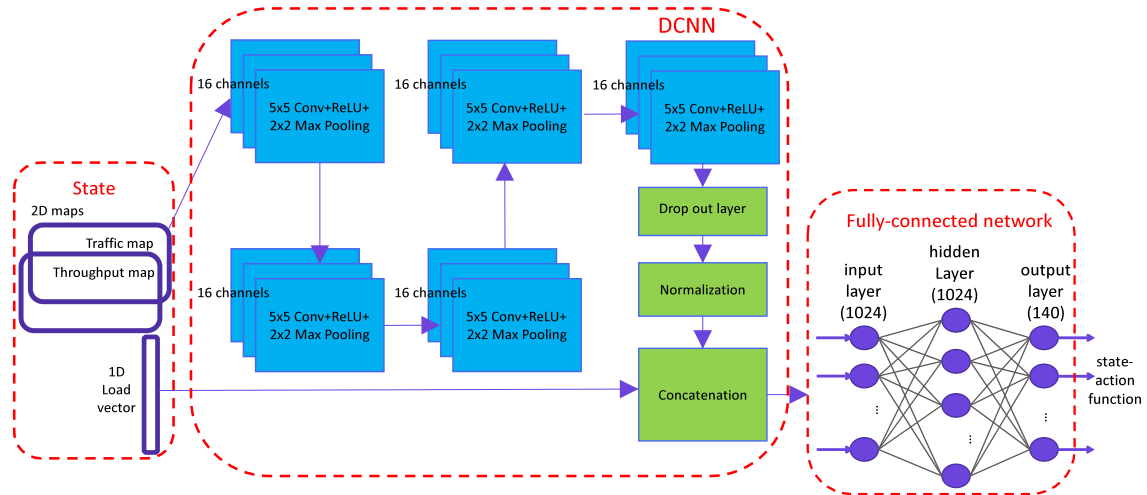 DCNN
16 channels
5x5 Conv+ReLU+
2x2 Max Pooling
16 channels
5x5 Conv+ReLU+
2x2 Max Pooling
16 channels
5x5 Conv+ReLU+
2x2 Max Pooling
State
2D maps
Traffic map
Throughput map
1D
Load
vector
16 channels
5x5 Conv+ReLU+
2x2 Max Pooling
16 channels
5x5 Conv+ReLU+
2x2 Max Pooling
Drop out layer
Normalization
Concatenation
Fully-connected network
input
layer
(1024)
hidden
Layer
(1024)
output
layer
(140)
...
...
...
state-
action
function